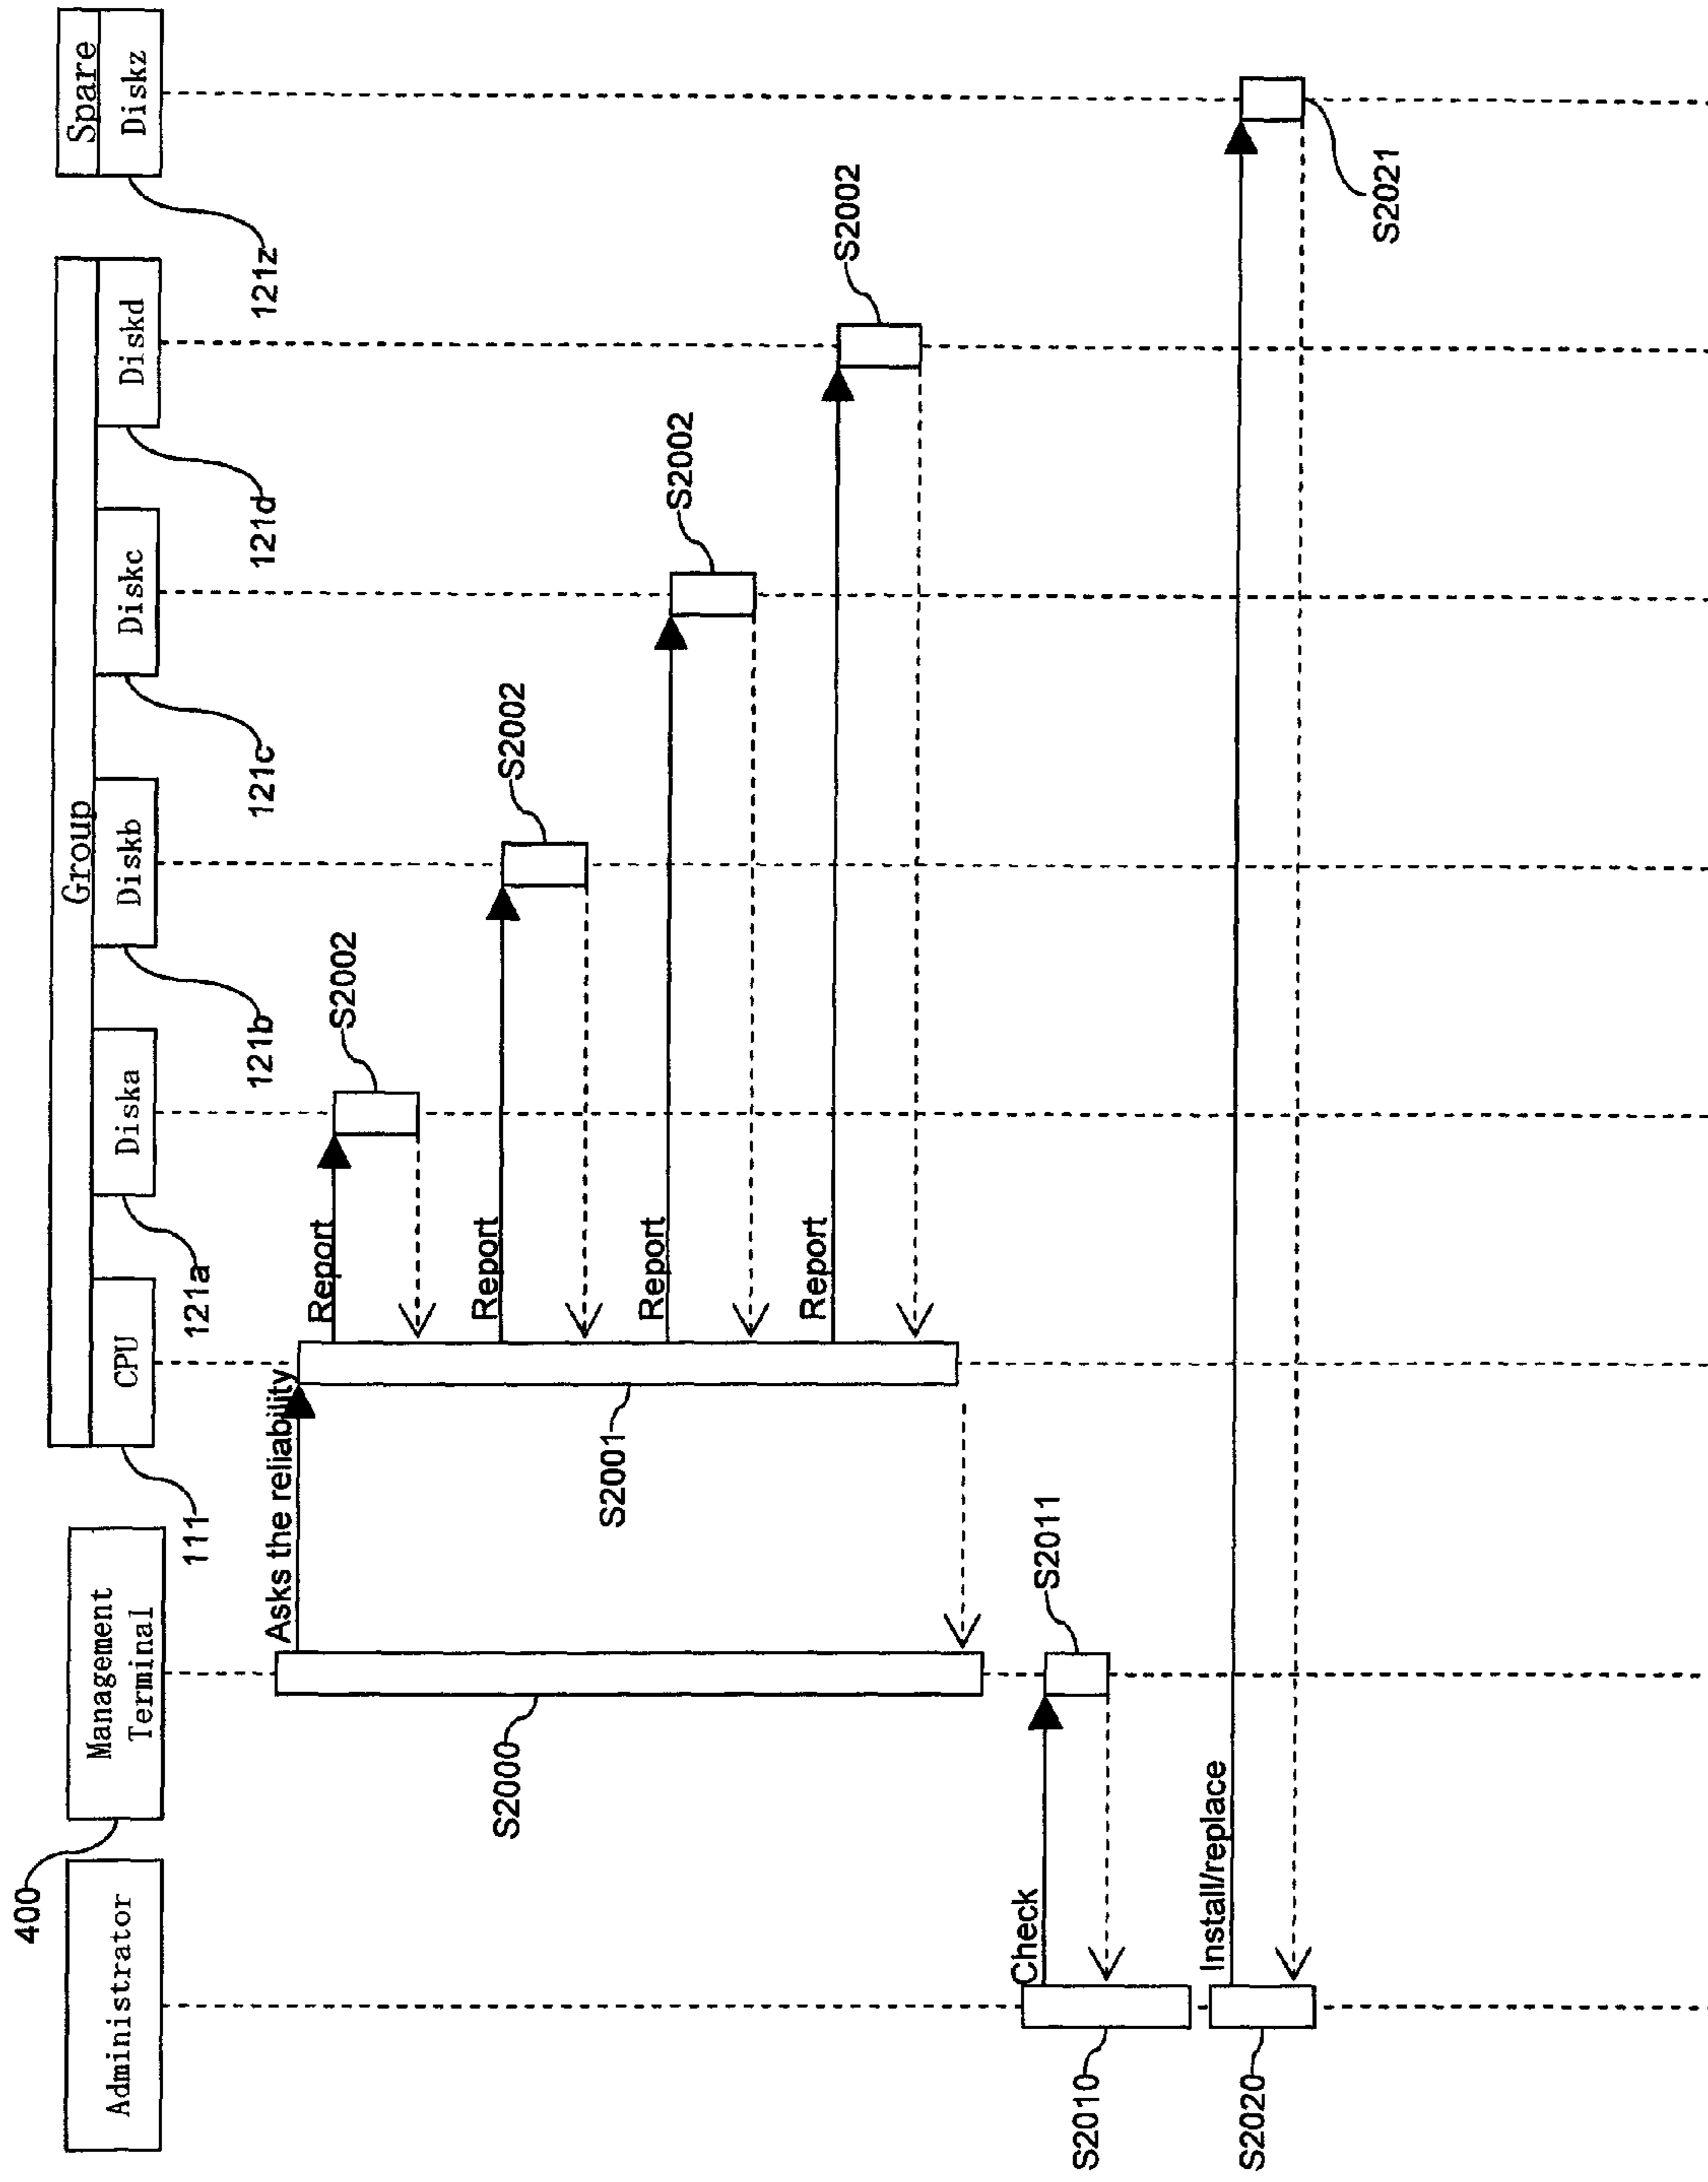 400
Administrator
Management
Terminal
Group
CPU
Diska
Diskb
Diskc
Diskd
Spare
Diskz
111
121a
121b
121c
121d
121z
Asks the reliability
Report
S2002
Report
S2002
Report
S2002
Report
S2002
S2000
S2001
Check
S2011
S2010
Install/replace
S2020
S2021